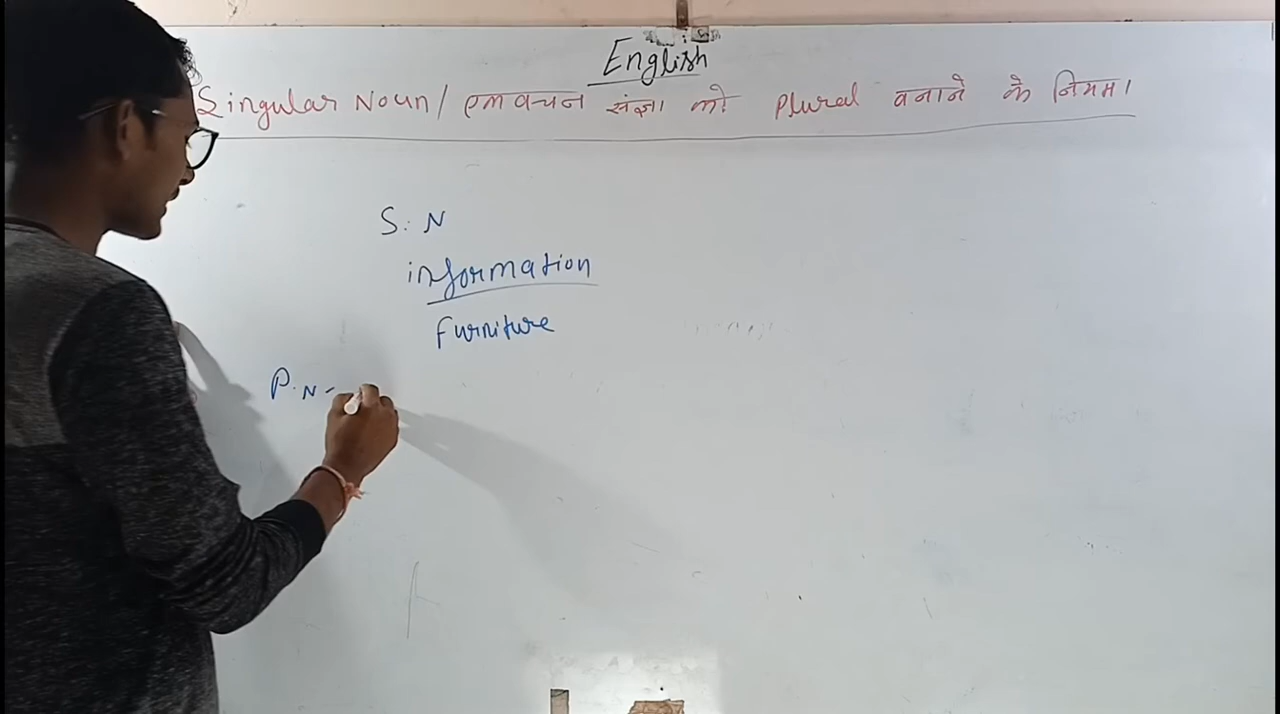 English
Singular Noun / एकवचन संज्ञा को Plural बनाने के नियम।
S. N
information
furniture
P. N -